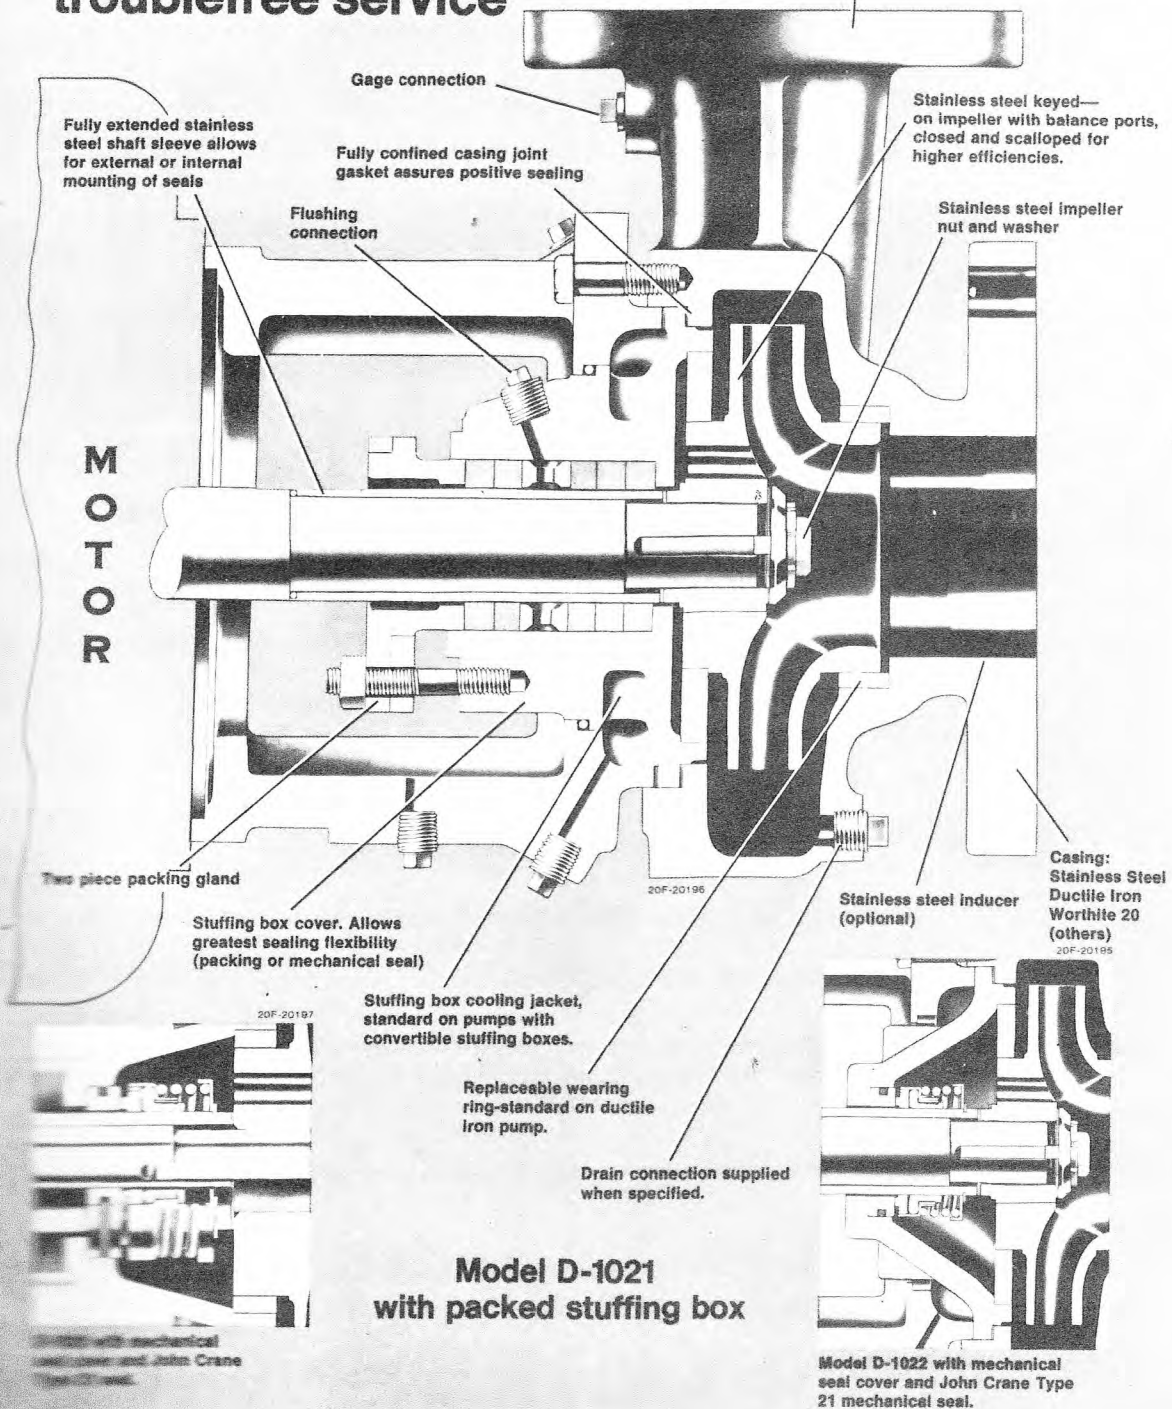 troublefree service
Gage connection
Fully extended stainless
steel shaft sleeve allows
for external or internal
mounting of seals
Fully confined casing joint
gasket assures positive sealing
Flushing
connection
Stainless steel keyed—
on impeller with balance ports,
closed and scalloped for
higher efficiencies.
Stainless steel impeller
nut and washer
MOTOR
Two piece packing gland
Stuffing box cover. Allows
greatest sealing flexibility
(packing or mechanical seal)
20F-20196
Stainless steel inducer
(optional)
Casing:
Stainless Steel
Ductile Iron
Worthite 20
(others)
20F-20195
20F-20197
Stuffing box cooling jacket,
standard on pumps with
convertible stuffing boxes.
Replaceable wearing
ring-standard on ductile
iron pump.
Drain connection supplied
when specified.
Model D-1021
with packed stuffing box
with mechanical
seal cover and John Crane
seal.
Model D-1022 with mechanical
seal cover and John Crane Type
21 mechanical seal.